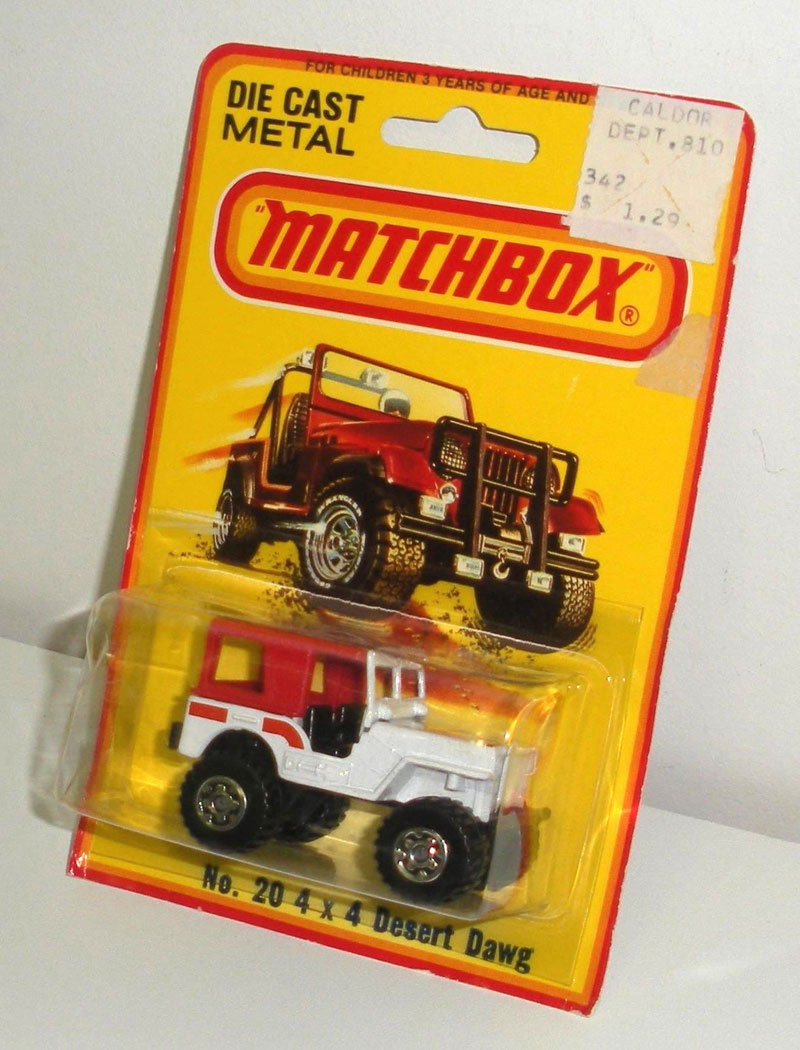 FOR CHILDREN 3 YEARS OF AGE AND
CALDOR
DEPT.810
342
$ 1.29
DIE CAST
METAL
"MATCHBOX"®
No. 20 4 x 4 Desert Dawg